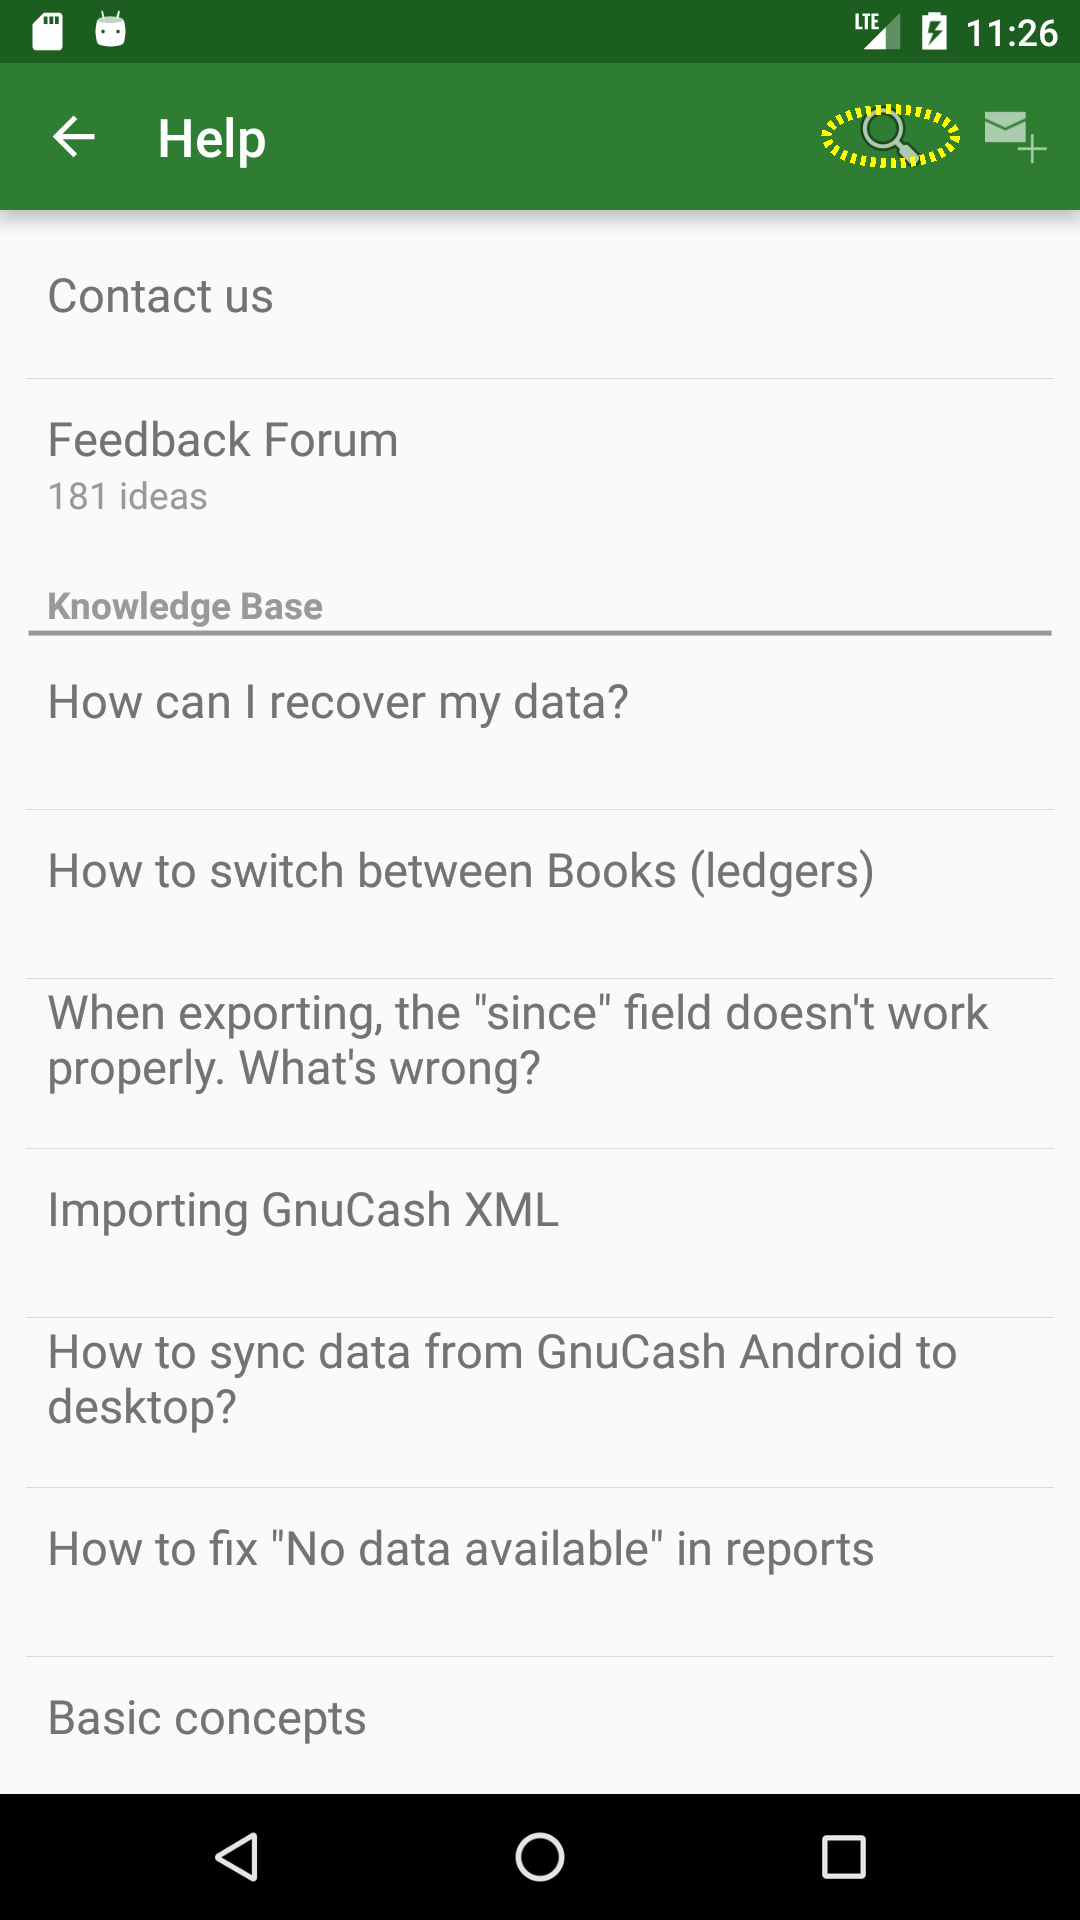 LTE 11:26
Help
Contact us
Feedback Forum
181 ideas
Knowledge Base
How can I recover my data?
How to switch between Books (ledgers)
When exporting, the "since" field doesn't work
properly. What's wrong?
Importing GnuCash XML
How to sync data from GnuCash Android to
desktop?
How to fix "No data available" in reports
Basic concepts